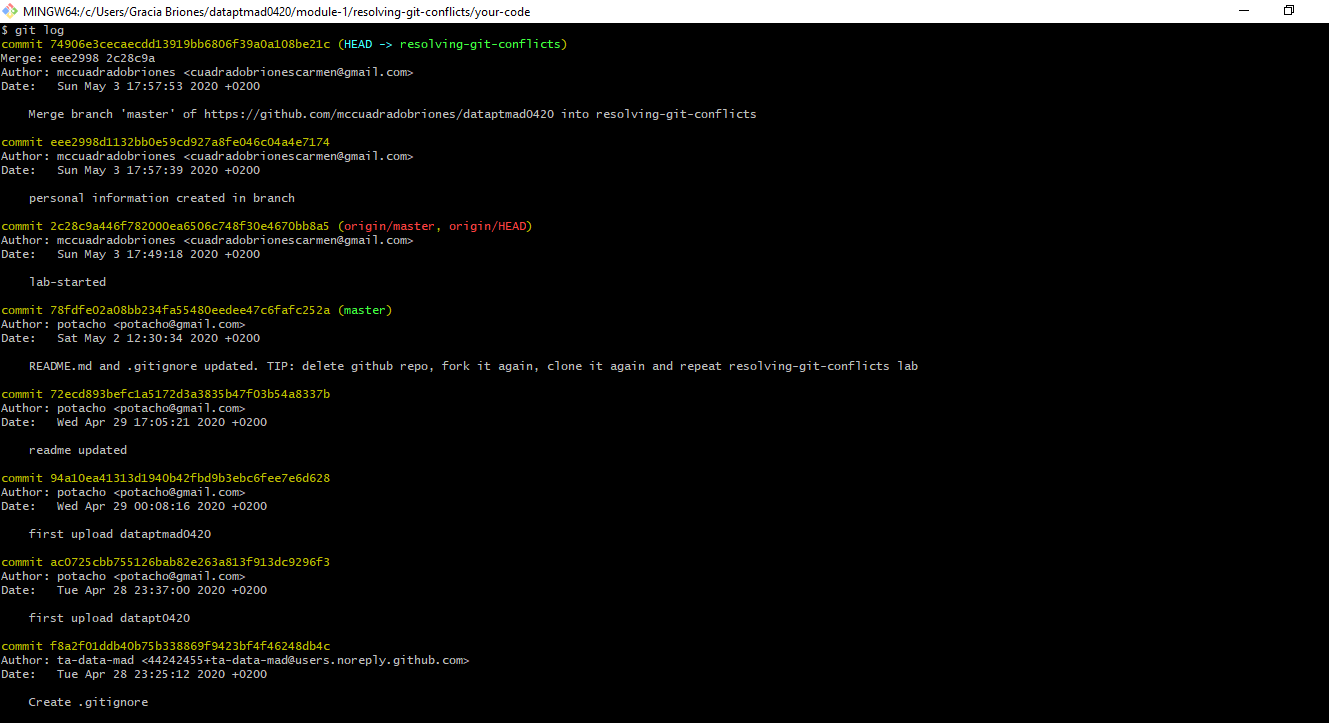 MINGW64:/c/Users/Gracia Briones/dataptmad0420/module-1/resolving-git-conflicts/your-code
$ git log
commit 74906e3cecaecdd13919bb6806f39a0a108be21c (HEAD -> resolving-git-conflicts)
Merge: eee2998 2c28c9a
Author: mccuadradobriones <cuadradobrionescarmen@gmail.com>
Date:   Sun May 3 17:57:53 2020 +0200
    Merge branch 'master' of https://github.com/mccuadradobriones/dataptmad0420 into resolving-git-conflicts
commit eee2998d1132bb0e59cd927a8fe046c04a4e7174
Author: mccuadradobriones <cuadradobrionescarmen@gmail.com>
Date:   Sun May 3 17:57:39 2020 +0200
    personal information created in branch
commit 2c28c9a446f782000ea6506c748f30e4670bb8a5 (origin/master, origin/HEAD)
Author: mccuadradobriones <cuadradobrionescarmen@gmail.com>
Date:   Sun May 3 17:49:18 2020 +0200
    lab-started
commit 78fdfe02a08bb234fa55480eedee47c6fafc252a (master)
Author: potacho <potacho@gmail.com>
Date:   Sat May 2 12:30:34 2020 +0200
    README.md and .gitignore updated. TIP: delete github repo, fork it again, clone it again and repeat resolving-git-conflicts lab
commit 72ecd893befc1a5172d3a3835b47f03b54a8337b
Author: potacho <potacho@gmail.com>
Date:   Wed Apr 29 17:05:21 2020 +0200
    readme updated
commit 94a10ea41313d1940b42fbd9b3ebc6fee7e6d628
Author: potacho <potacho@gmail.com>
Date:   Wed Apr 29 00:08:16 2020 +0200
    first upload dataptmad0420
commit ac0725cbb755126bab82e263a813f913dc9296f3
Author: potacho <potacho@gmail.com>
Date:   Tue Apr 28 23:37:00 2020 +0200
    first upload datapt0420
commit f8a2f01ddb40b75b338869f9423bf4f46248db4c
Author: ta-data-mad <44242455+ta-data-mad@users.noreply.github.com>
Date:   Tue Apr 28 23:25:12 2020 +0200
    Create .gitignore